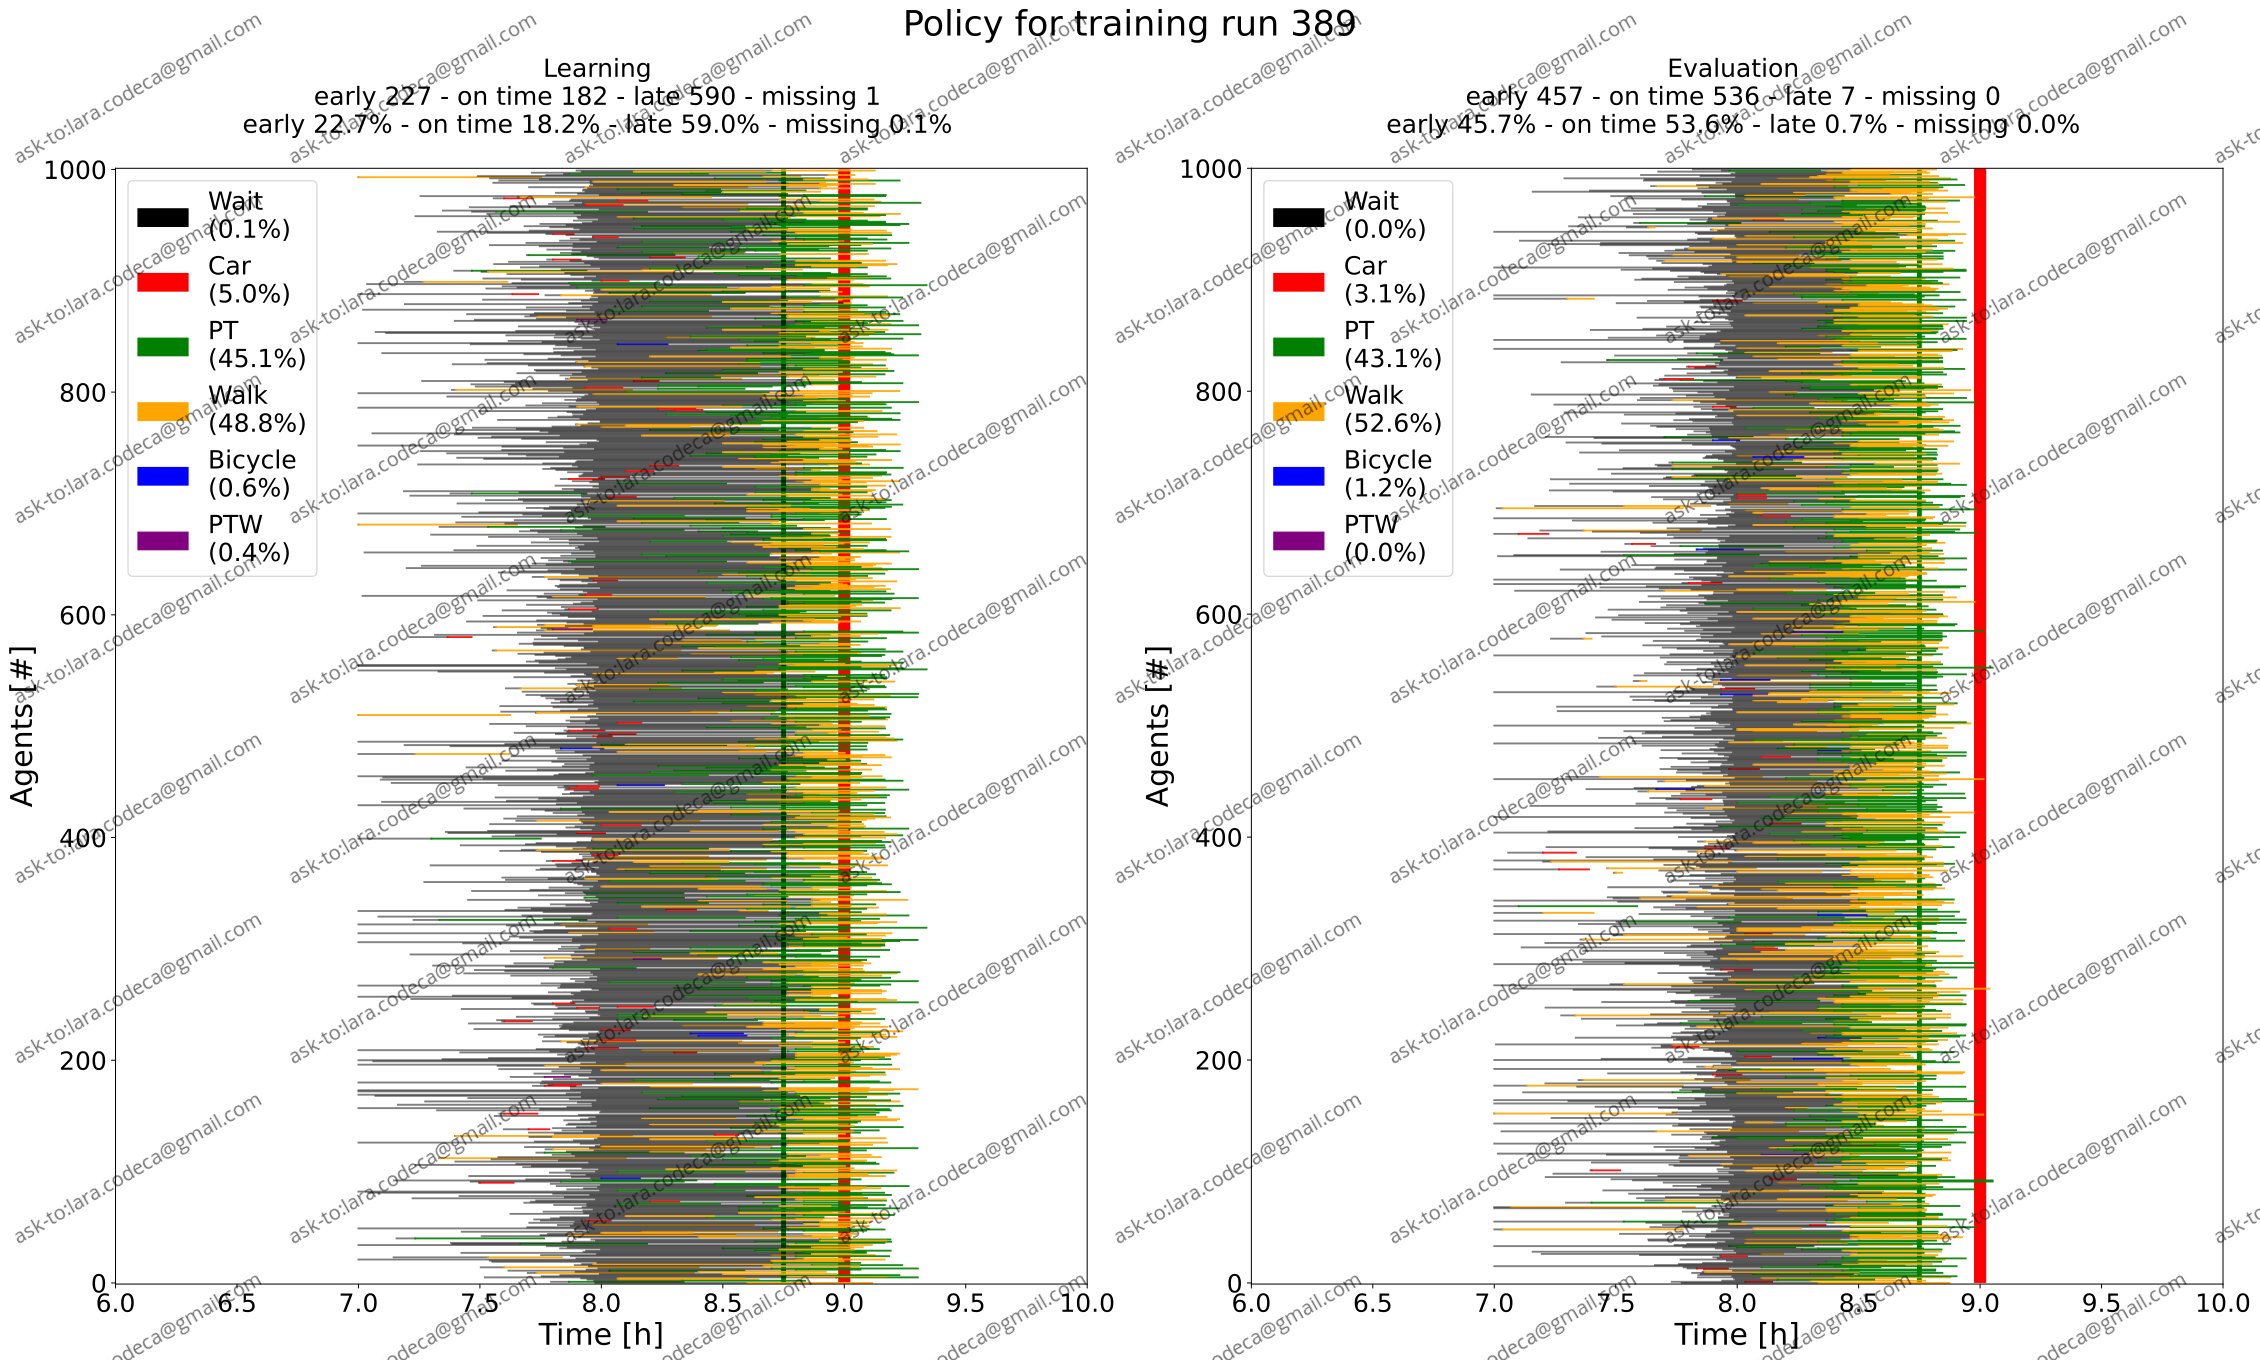 Policy for training run 389
Learning
early 227 - on time 182 - late 590 - missing 1
early 22.7% - on time 18.2% - late 59.0% - missing 0.1%
Agents [#]
1000
800
600
400
200
0
Wait
(0.1%)
Car
(5.0%)
PT
(45.1%)
Walk
(48.8%)
Bicycle
(0.6%)
PTW
(0.4%)
6.0 6.5 7.0 7.5 8.0 8.5 9.0 9.5 10.0
Time [h]
Evaluation
early 457 - on time 536 - late 7 - missing 0
early 45.7% - on time 53.6% - late 0.7% - missing 0.0%
Agents [#]
1000
800
600
400
200
0
Wait
(0.0%)
Car
(3.1%)
PT
(43.1%)
Walk
(52.6%)
Bicycle
(1.2%)
PTW
(0.0%)
6.0 6.5 7.0 7.5 8.0 8.5 9.0 9.5 10.0
Time [h]
ask-to:lara.codeca@gmail.com